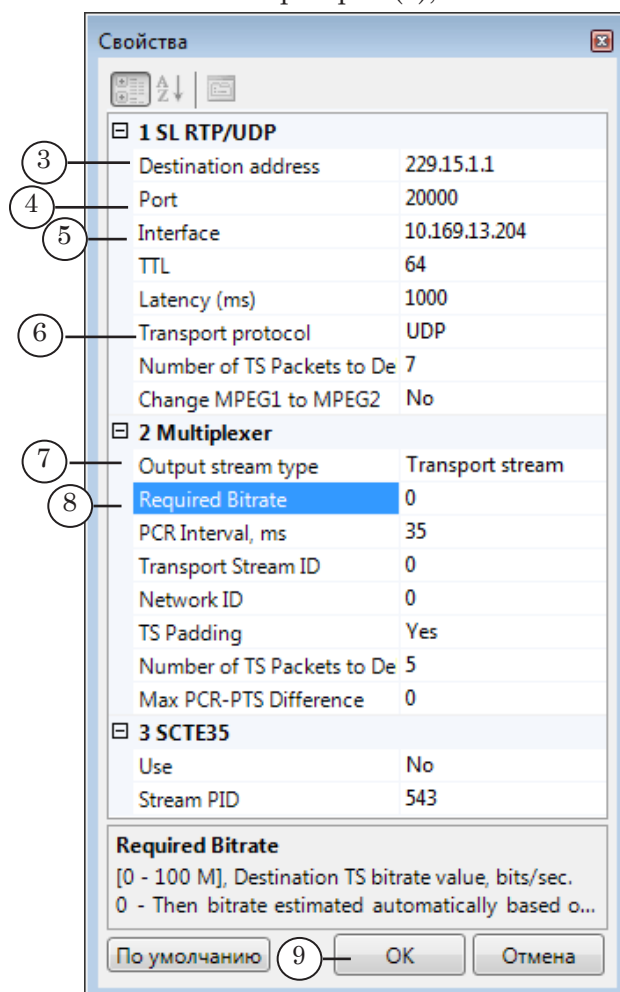 Свойства
1 SL RTP/UDP
3 Destination address 229.15.1.1
4 Port 20000
5 Interface 10.169.13.204
TTL 64
Latency (ms) 1000
6 Transport protocol UDP
Number of TS Packets to De 7
Change MPEG1 to MPEG2 No
2 Multiplexer
7 Output stream type Transport stream
8 Required Bitrate 0
PCR Interval, ms 35
Transport Stream ID 0
Network ID 0
TS Padding Yes
Number of TS Packets to De 5
Max PCR-PTS Difference 0
3 SCTE35
Use No
Stream PID 543
Required Bitrate
[0 - 100 M], Destination TS bitrate value, bits/sec.
0 - Then bitrate estimated automatically based o...
По умолчанию 9 OK Отмена